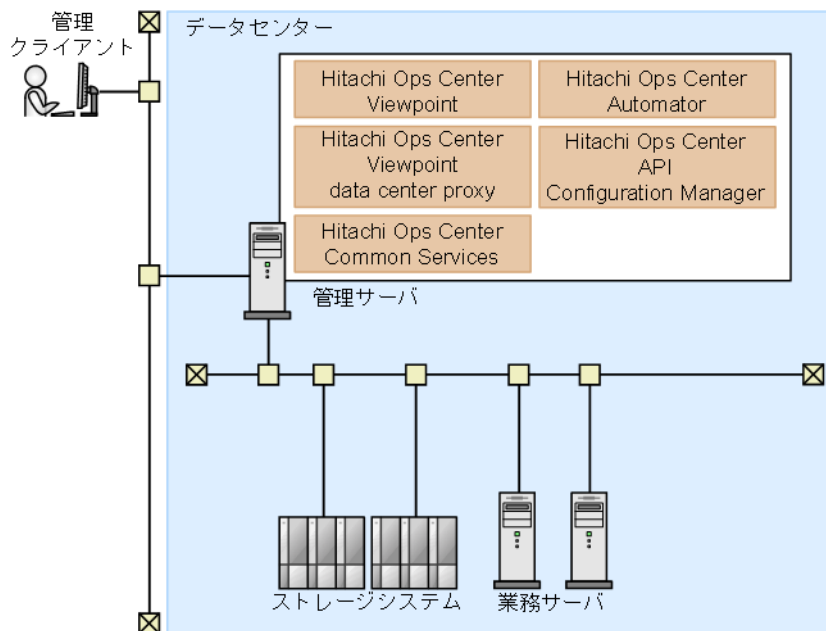 管理
クライアント
データセンター
Hitachi Ops Center
Viewpoint
Hitachi Ops Center
Automator
Hitachi Ops Center
Viewpoint
data center proxy
Hitachi Ops Center
API
Configuration Manager
Hitachi Ops Center
Common Services
管理サーバ
ストレージシステム
業務サーバ